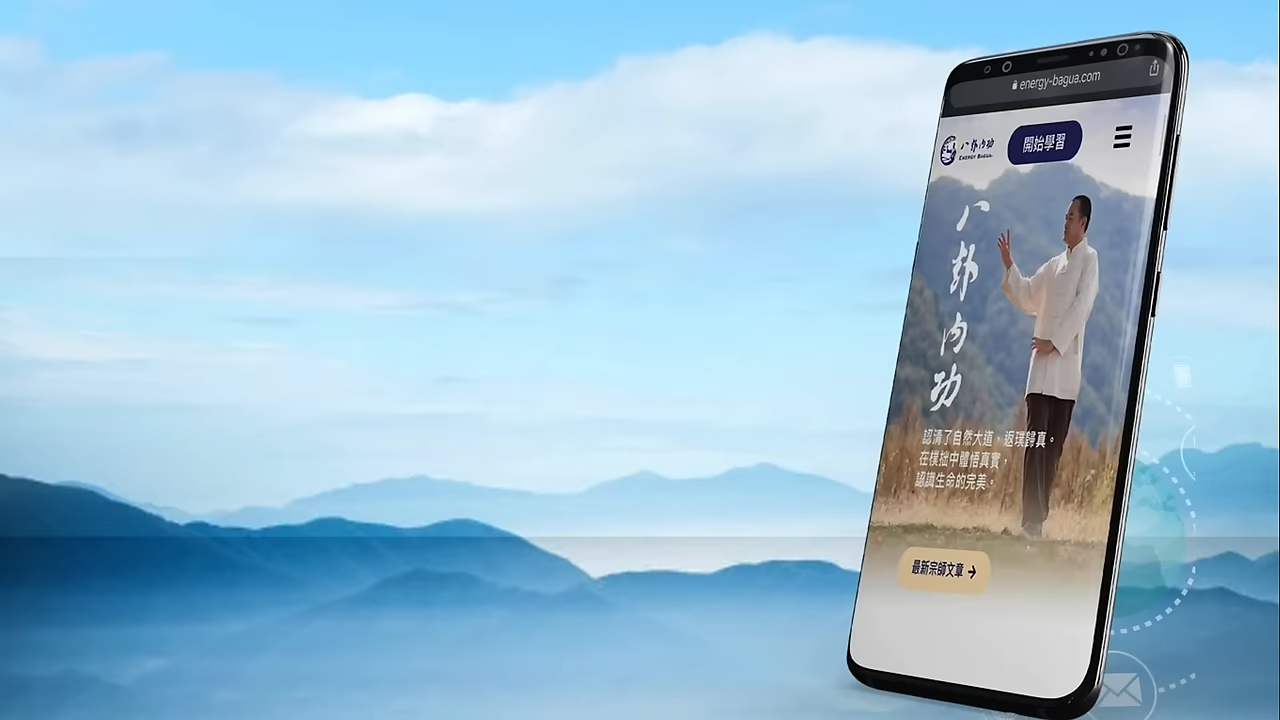 energy-bagua.com
八卦內功
ENERGY BAGUA
開始學習
八卦內功
認清了自然大道，返璞歸真。
在樸拙中體悟真實，
認識生命的完美。
最新宗師文章 →